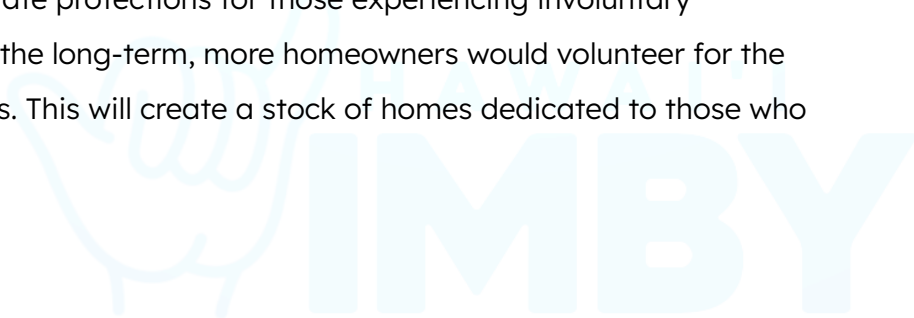 protections for those experiencing involuntary
the long-term, more homeowners would volunteer for the
s. This will create a stock of homes dedicated to those who
HAWAI'I
IMBY